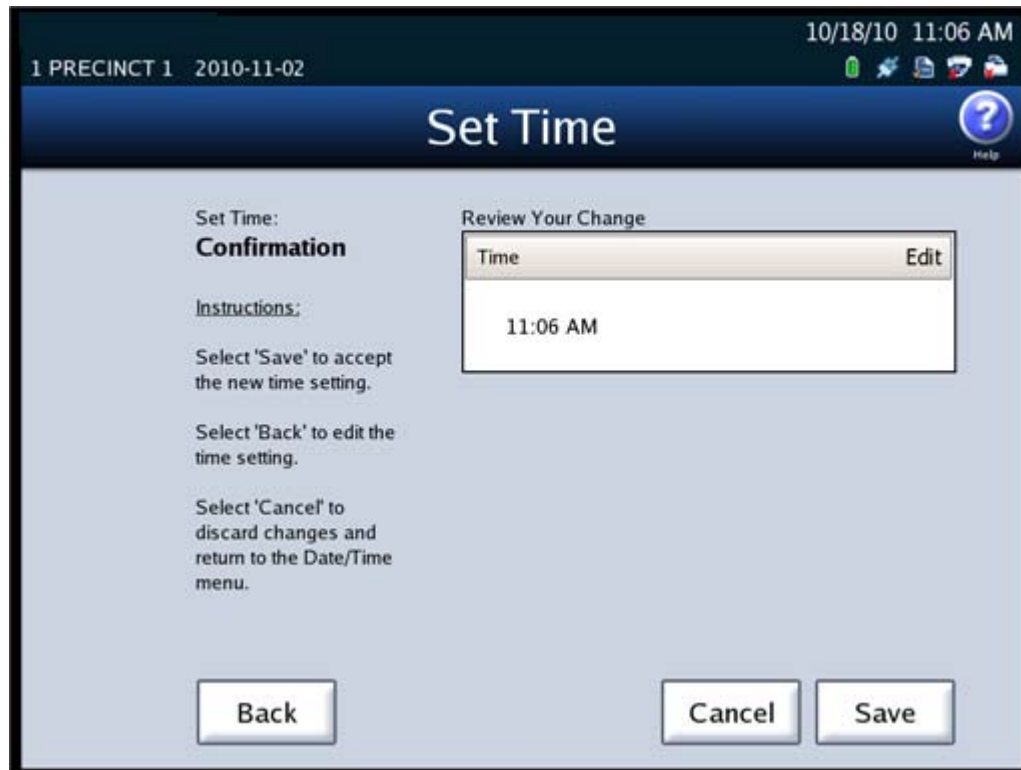 10/18/10 11:06 AM
1 PRECINCT 1 2010-11-02
Set Time
Help
Set Time:
Confirmation
Instructions:
Select 'Save' to accept
the new time setting.
Select 'Back' to edit the
time setting.
Select 'Cancel' to
discard changes and
return to the Date/Time
menu.
Review Your Change
Time Edit
11:06 AM
Back Cancel Save